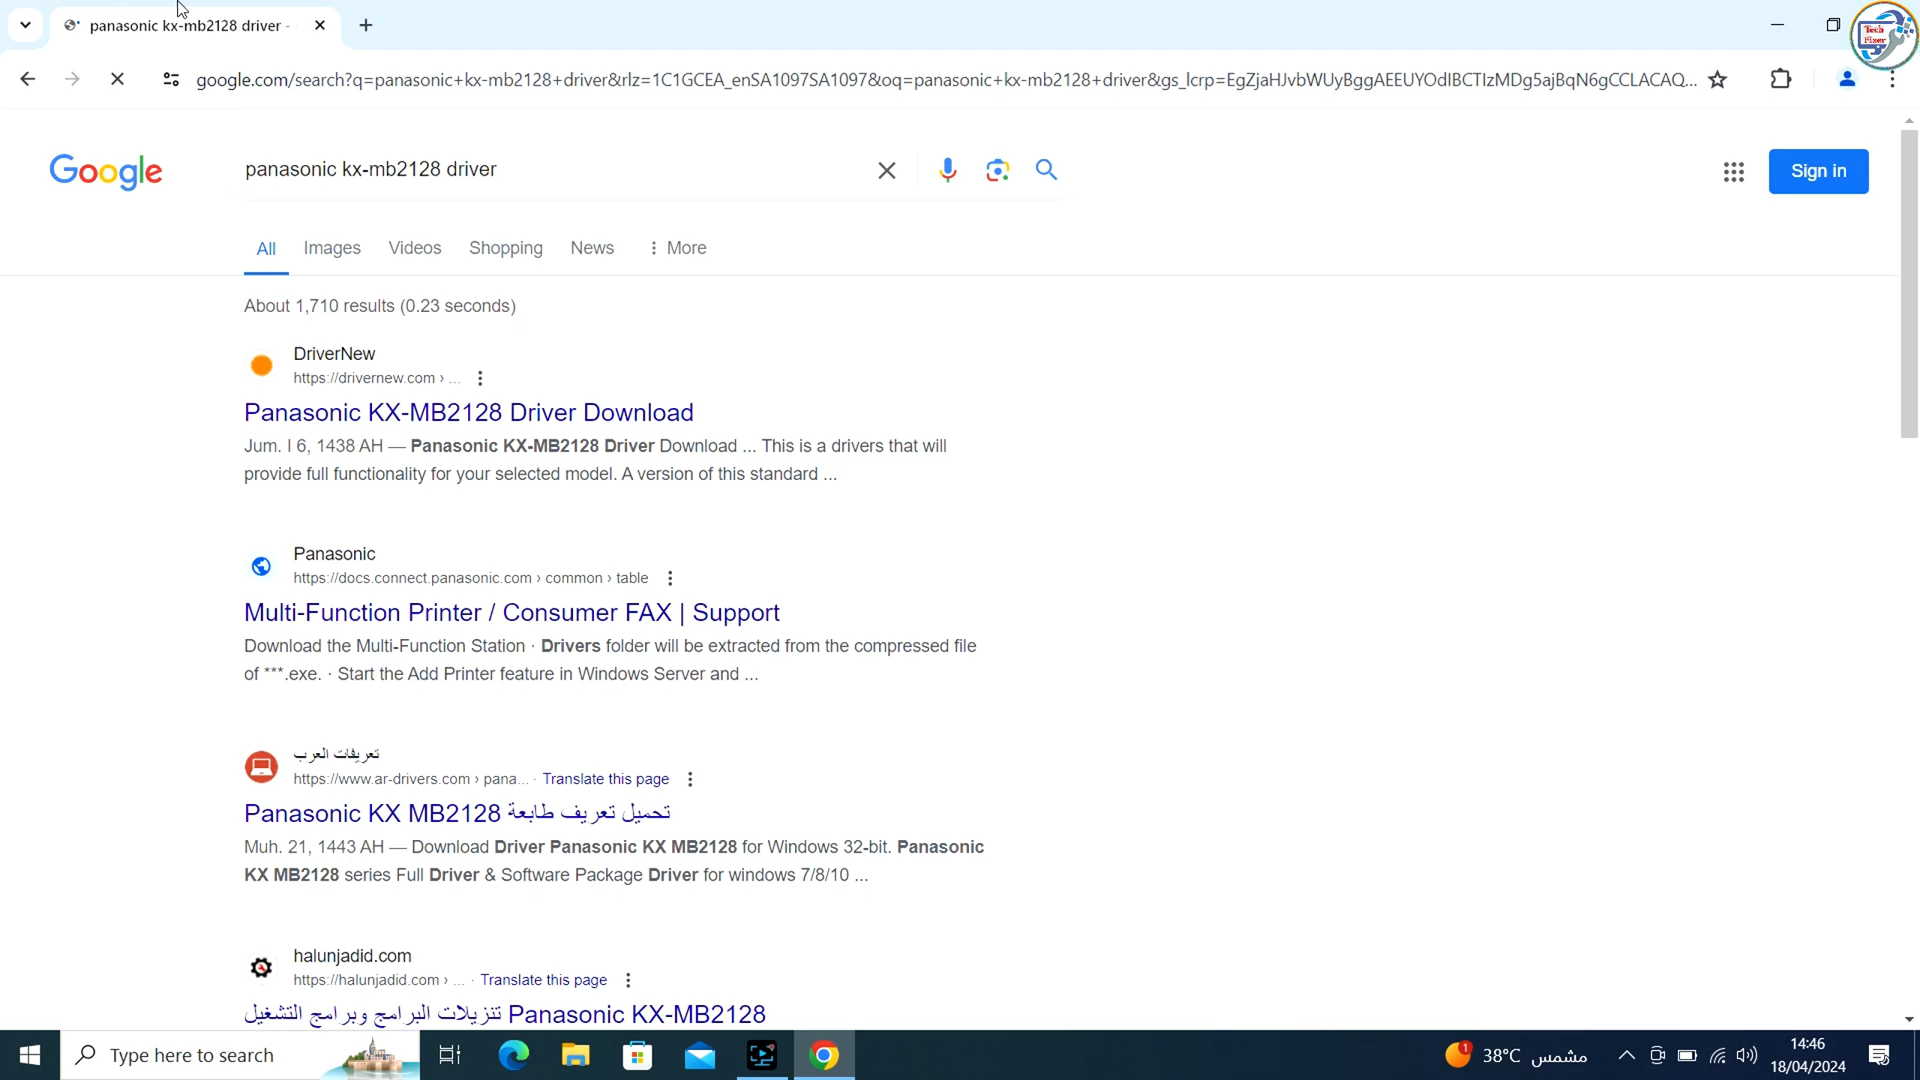 panasonic kx-mb2128 driver -
Tech
Fixer
google.com/search?q=panasonic+kx-mb2128+driver&rlz=1C1GCEA_enSA1097SA1097&oq=panasonic+kx-mb2128+driver&gs_lcrp=EgZjaHJvbWUyBggAEEUYOdIBCTIzMDg5ajBqN6gCCLACAQ...
Google
panasonic kx-mb2128 driver
Sign in
All Images Videos Shopping News More
About 1,710 results (0.23 seconds)
DriverNew
https://drivernew.com › ...
Panasonic KX-MB2128 Driver Download
Jum. I 6, 1438 AH — Panasonic KX-MB2128 Driver Download ... This is a drivers that will
provide full functionality for your selected model. A version of this standard ...
Panasonic
https://docs.connect.panasonic.com › common › table
Multi-Function Printer / Consumer FAX | Support
Download the Multi-Function Station · Drivers folder will be extracted from the compressed file
of ***.exe. · Start the Add Printer feature in Windows Server and ...
تعريفات العرب
https://www.ar-drivers.com › pana... · Translate this page
Panasonic KX MB2128 تحميل تعريف طابعة
Muh. 21, 1443 AH — Download Driver Panasonic KX MB2128 for Windows 32-bit. Panasonic
KX MB2128 series Full Driver & Software Package Driver for windows 7/8/10 ...
halunjadid.com
https://halunjadid.com › ... · Translate this page
تنزيلات البرامج وبرامج التشغيل Panasonic KX-MB2128
Type here to search
1
38°C مشمس
14:46
18/04/2024